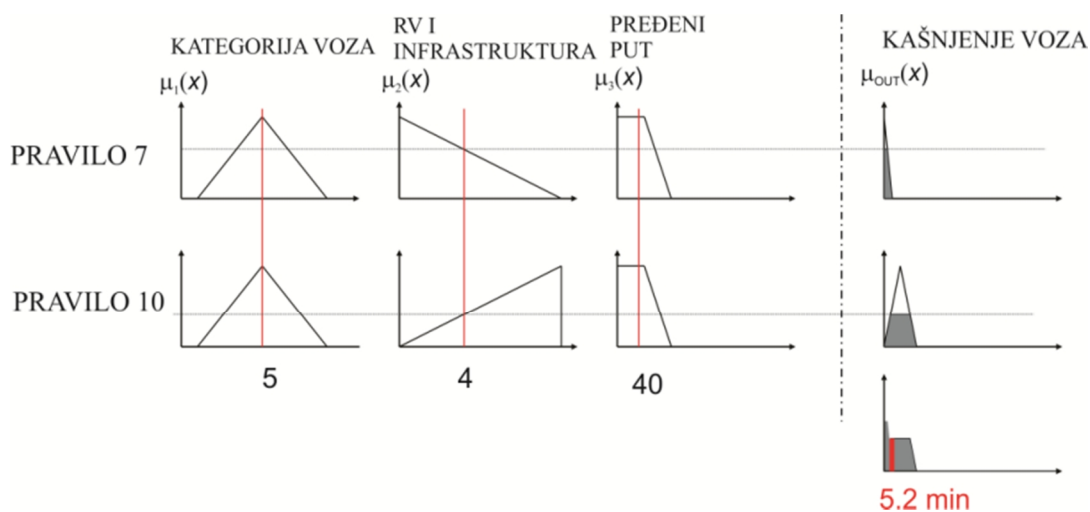 KATEGORIJA VOZA
RV I
INFRASTRUKTURA
PREĐENI
PUT
KAŠNJENJE VOZA
μ₁(x)
μ₂(x)
μ₃(x)
μOUT(x)
PRAVILO 7
PRAVILO 10
5
4
40
5.2 min